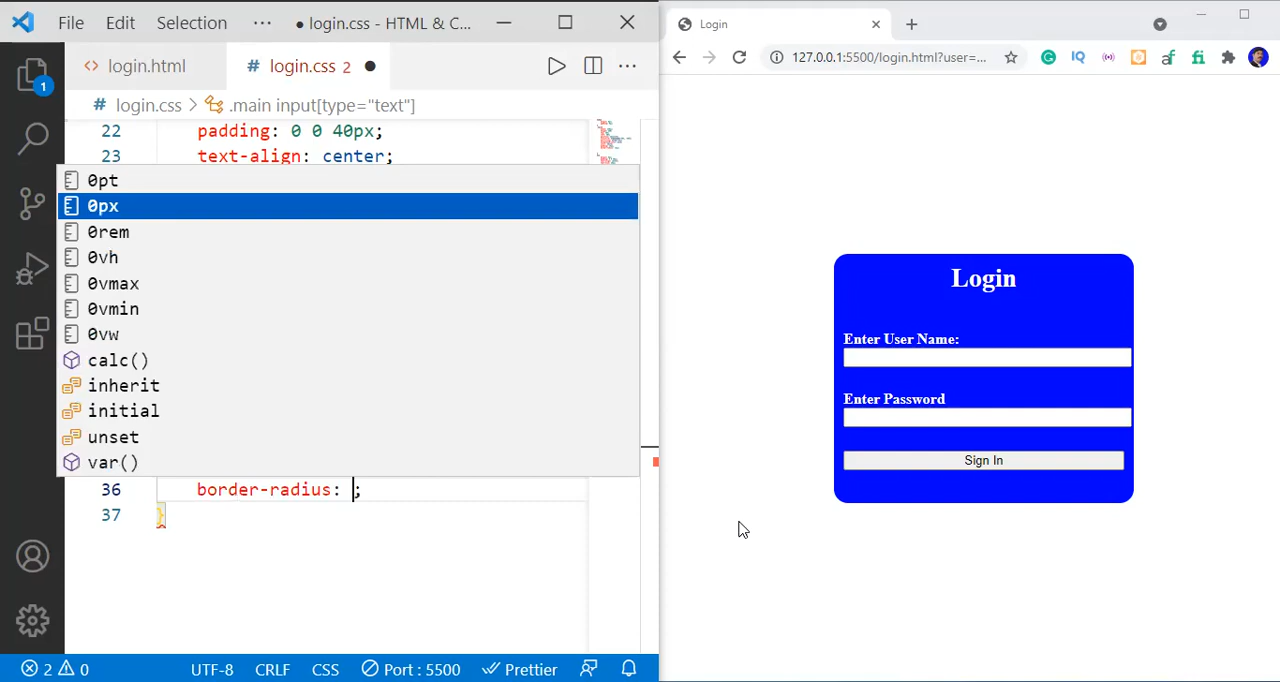 File Edit Selection ··· ● login.css - HTML & C...
login.html
# login.css 2 ●
# login.css > .main input[type="text"]
22 padding: 0 0 40px;
23 text-align: center;
0pt
0px
0rem
0vh
0vmax
0vmin
0vw
calc()
inherit
initial
unset
var()
36 border-radius: ;
37 }
1
2 0 UTF-8 CRLF CSS Port : 5500 Prettier
Login
127.0.0.1:5500/login.html?user=...
IQ
af
fi
Login
Enter User Name:
Enter Password
Sign In